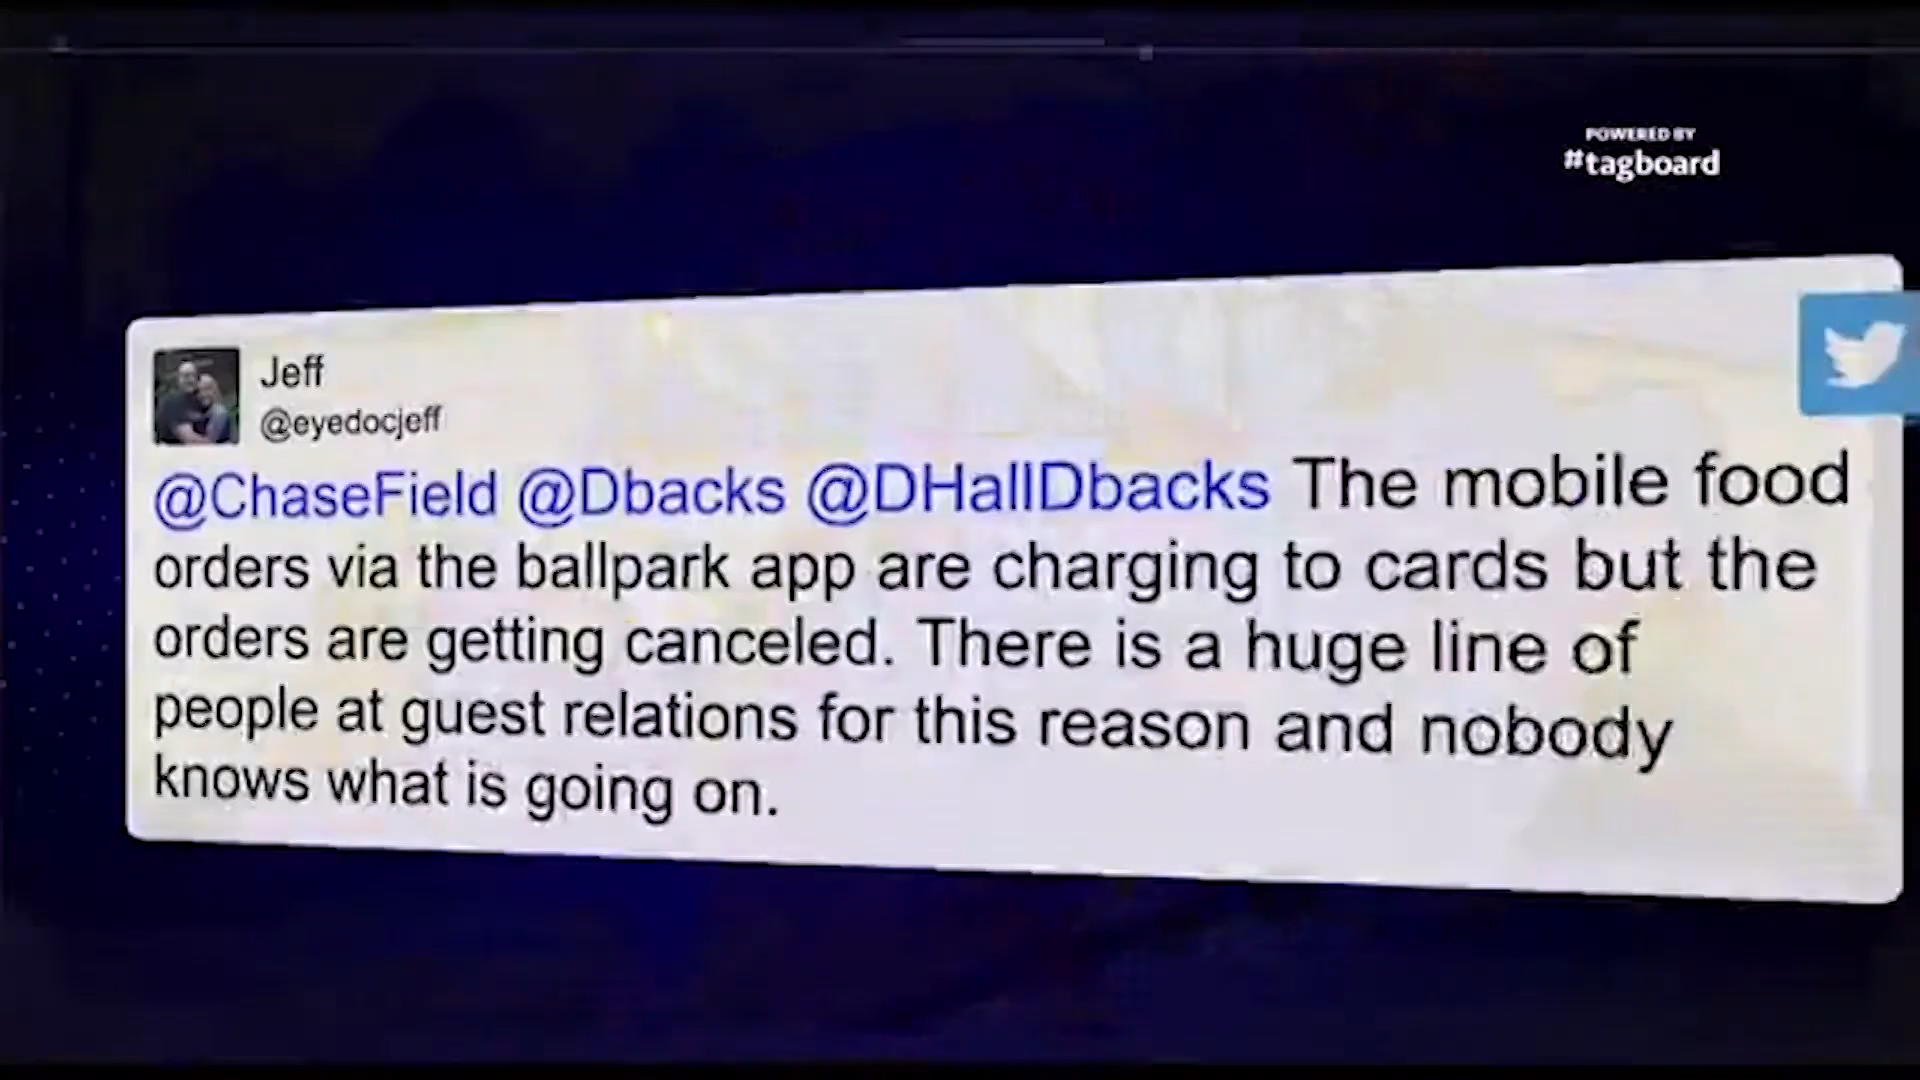 POWERED BY
#tagboard
Jeff
@eyedocjeff
@ChaseField @Dbacks @DHallDbacks The mobile food
orders via the ballpark app are charging to cards but the
orders are getting canceled. There is a huge line of
people at guest relations for this reason and nobody
knows what is going on.